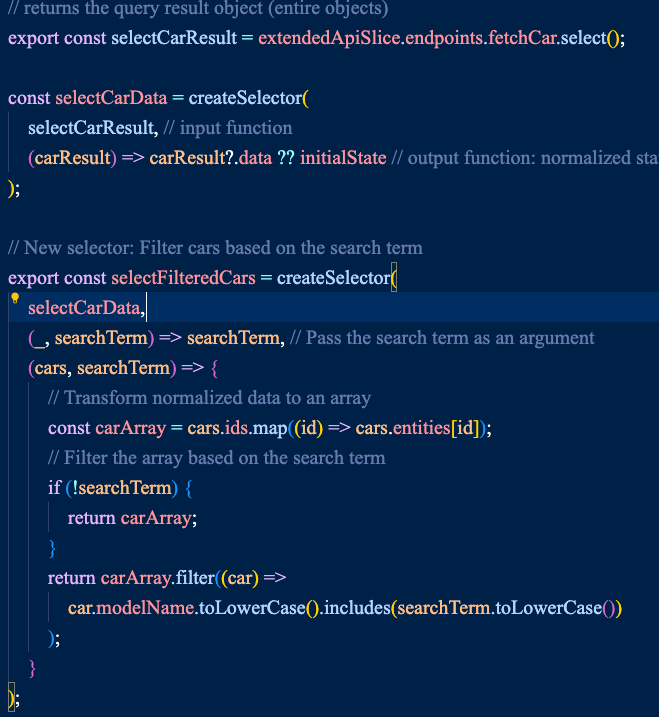 // returns the query result object (entire objects)
export const selectCarResult = extendedApiSlice.endpoints.fetchCar.select();
const selectCarData = createSelector(
selectCarResult, // input function
(carResult) => carResult?.data ?? initialState // output function: normalized sta
);
// New selector: Filter cars based on the search term
export const selectFilteredCars = createSelector(
selectCarData,
(_, searchTerm) => searchTerm, // Pass the search term as an argument
(cars, searchTerm) => {
// Transform normalized data to an array
const carArray = cars.ids.map((id) => cars.entities[id]);
// Filter the array based on the search term
if (!searchTerm) {
return carArray;
}
return carArray.filter((car) =>
car.modelName.toLowerCase().includes(searchTerm.toLowerCase())
);
}
);